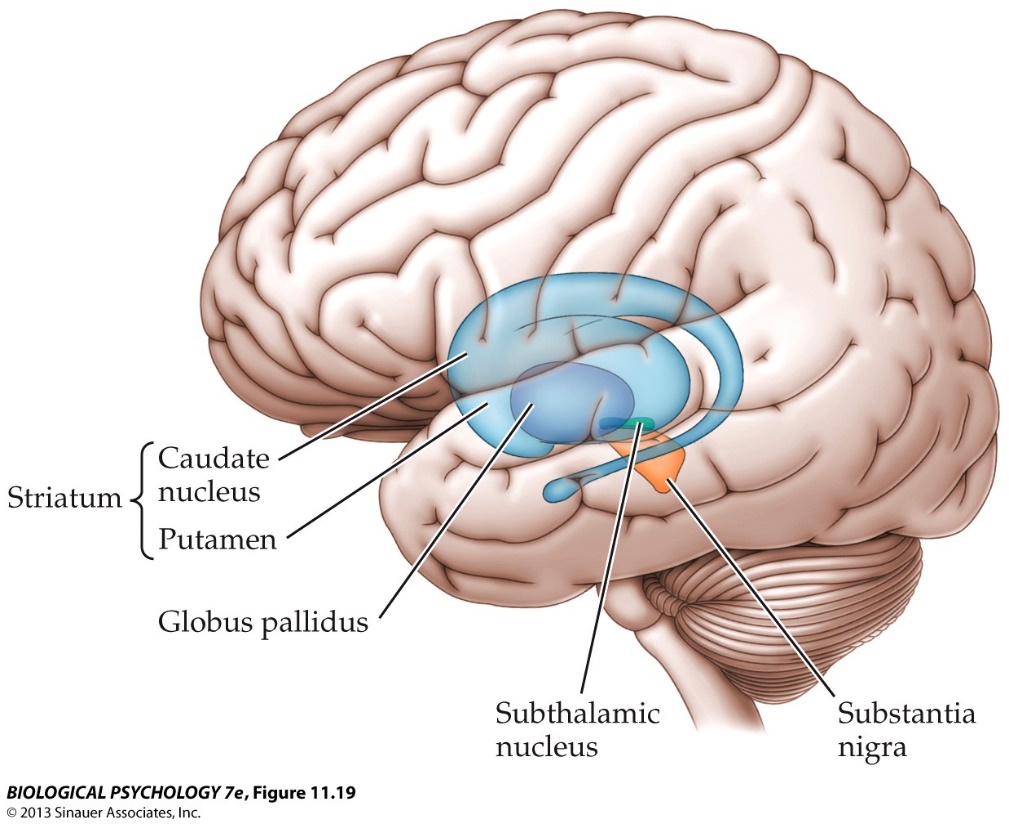 Striatum
Caudate
nucleus
Putamen
Globus pallidus
Subthalamic
nucleus
Substantia
nigra
BIOLOGICAL PSYCHOLOGY 7e, Figure 11.19
© 2013 Sinauer Associates, Inc.